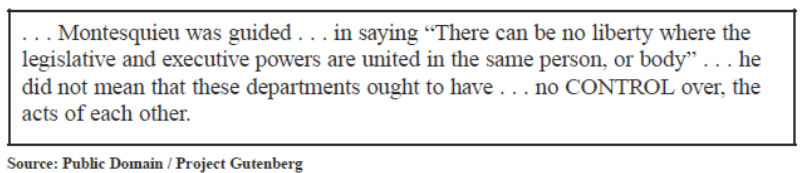 . . . Montesquieu was guided . . . in saying “There can be no liberty where the
legislative and executive powers are united in the same person, or body” . . . he
did not mean that these departments ought to have . . . no CONTROL over, the
acts of each other.
Source: Public Domain / Project Gutenberg